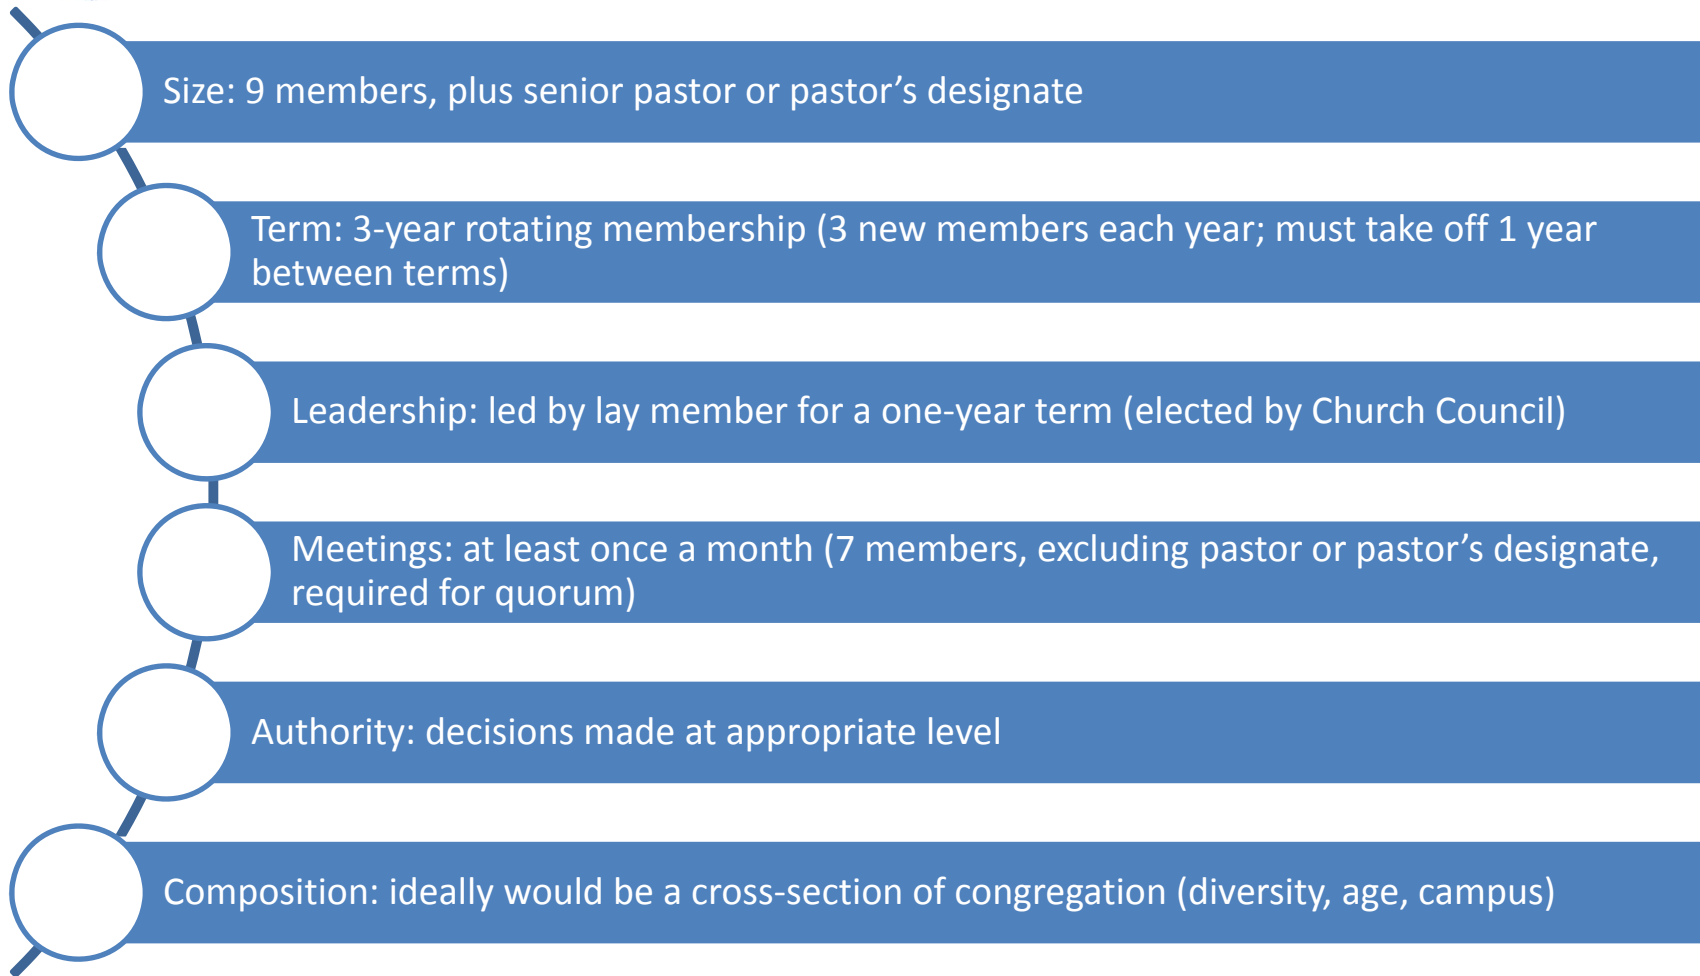 Size: 9 members, plus senior pastor or pastor’s designate
Term: 3-year rotating membership (3 new members each year; must take off 1 year
between terms)
Leadership: led by lay member for a one-year term (elected by Church Council)
Meetings: at least once a month (7 members, excluding pastor or pastor’s designate,
required for quorum)
Authority: decisions made at appropriate level
Composition: ideally would be a cross-section of congregation (diversity, age, campus)